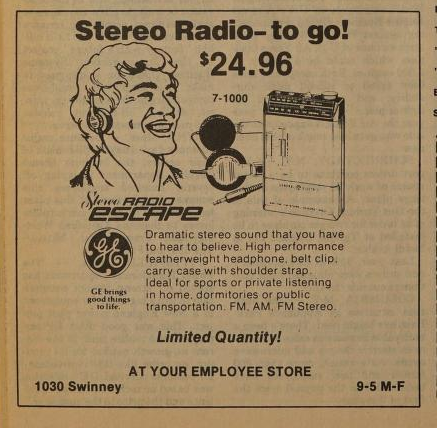 Stereo Radio–to go!
$24.96
7-1000
GENERAL ELECTRIC
Stereo RADIO
ESCAPE
GE
GE brings
good things
to life.
Dramatic stereo sound that you have
to hear to believe. High performance
featherweight headphone, belt clip,
carry case with shoulder strap.
Ideal for sports or private listening
in home, dormitories or public
transportation. FM, AM, FM Stereo.
Limited Quantity!
AT YOUR EMPLOYEE STORE
1030 Swinney 9-5 M-F